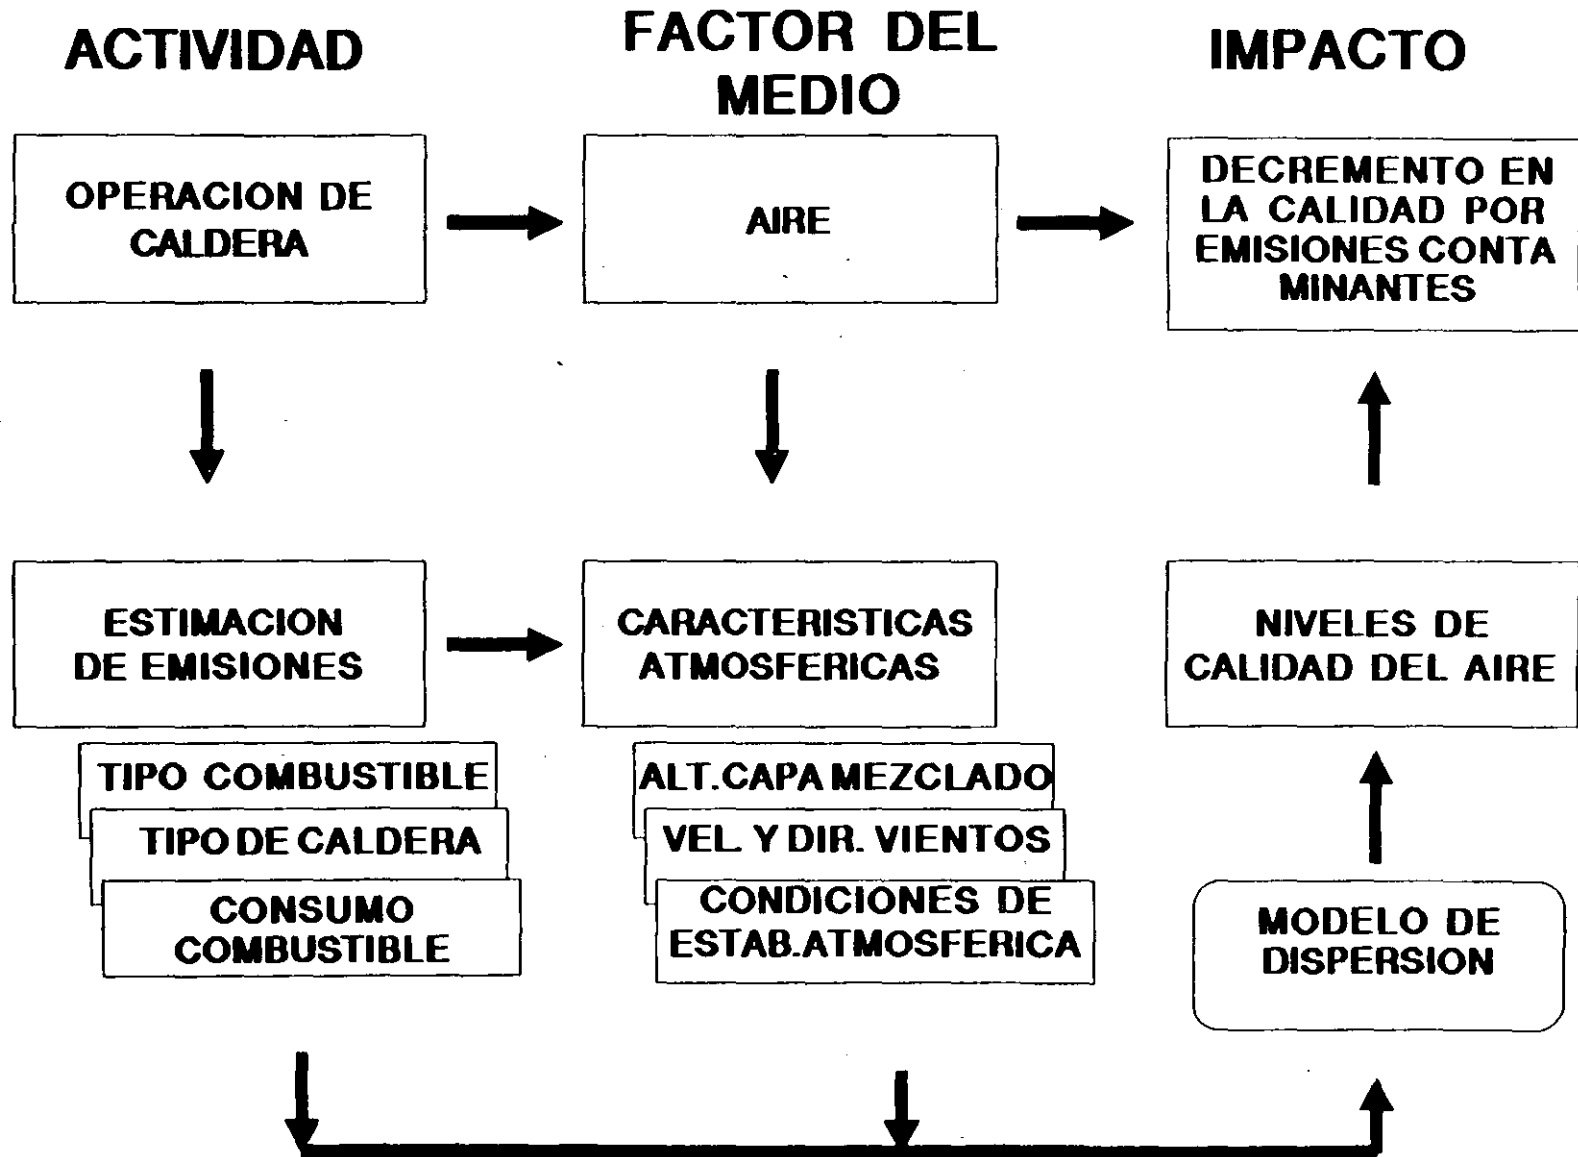 ACTIVIDAD
FACTOR DEL
MEDIO
IMPACTO
OPERACION DE
CALDERA
AIRE
DECREMENTO EN
LA CALIDAD POR
EMISIONES CONTA
MINANTES
ESTIMACION
DE EMISIONES
CARACTERISTICAS
ATMOSFERICAS
NIVELES DE
CALIDAD DEL AIRE
TIPO COMBUSTIBLE
TIPO DE CALDERA
CONSUMO
COMBUSTIBLE
ALT.CAPA MEZCLADO
VEL. Y DIR. VIENTOS
CONDICIONES DE
ESTAB.ATMOSFERICA
MODELO DE
DISPERSION